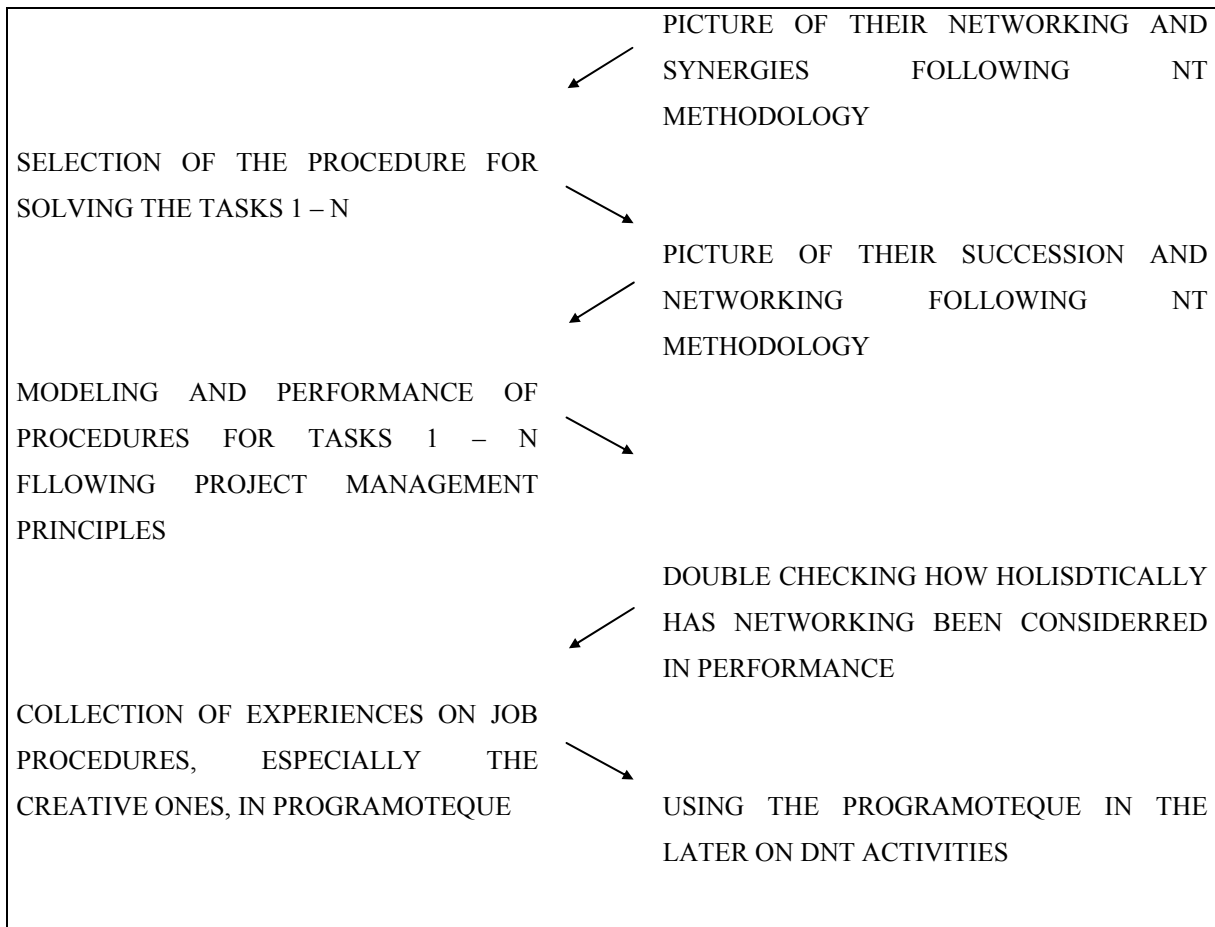 PICTURE OF THEIR NETWORKING AND
SYNERGIES FOLLOWING NT
METHODOLOGY
SELECTION OF THE PROCEDURE FOR
SOLVING THE TASKS 1 – N
PICTURE OF THEIR SUCCESSION AND
NETWORKING FOLLOWING NT
METHODOLOGY
MODELING AND PERFORMANCE OF
PROCEDURES FOR TASKS 1 – N
FLLOWING PROJECT MANAGEMENT
PRINCIPLES
DOUBLE CHECKING HOW HOLISDTICALLY
HAS NETWORKING BEEN CONSIDERRED
IN PERFORMANCE
COLLECTION OF EXPERIENCES ON JOB
PROCEDURES, ESPECIALLY THE
CREATIVE ONES, IN PROGRAMOTEQUE
USING THE PROGRAMOTEQUE IN THE
LATER ON DNT ACTIVITIES